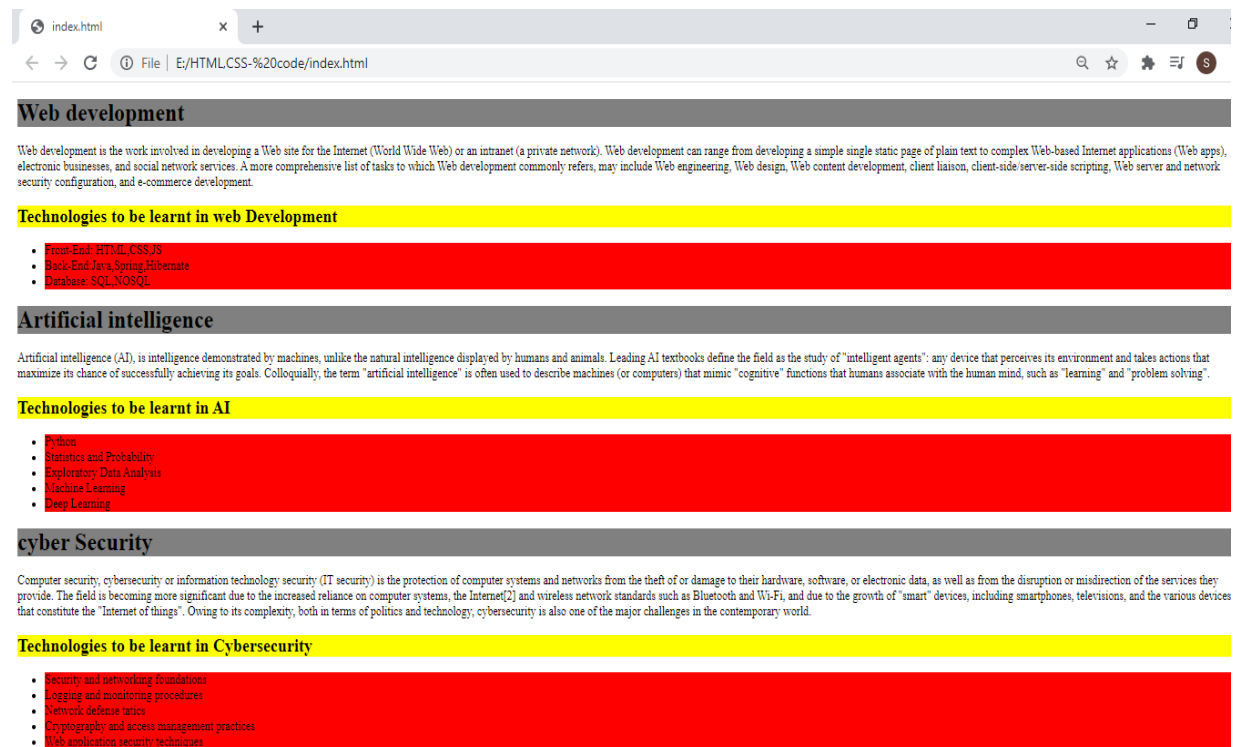 index.html
File | E:/HTML,CSS-%20code/index.html
S
Web development
Web development is the work involved in developing a Web site for the Internet (World Wide Web) or an intranet (a private network). Web development can range from developing a simple single static page of plain text to complex Web-based Internet applications (Web apps),
electronic businesses, and social network services. A more comprehensive list of tasks to which Web development commonly refers, may include Web engineering, Web design, Web content development, client liaison, client-side/server-side scripting, Web server and network
security configuration, and e-commerce development.
Technologies to be learnt in web Development
• Front-End: HTML,CSS,JS
• Back-End:Java,Spring,Hibernate
• Database: SQL,NOSQL
Artificial intelligence
Artificial intelligence (AI), is intelligence demonstrated by machines, unlike the natural intelligence displayed by humans and animals. Leading AI textbooks define the field as the study of "intelligent agents": any device that perceives its environment and takes actions that
maximize its chance of successfully achieving its goals. Colloquially, the term "artificial intelligence" is often used to describe machines (or computers) that mimic "cognitive" functions that humans associate with the human mind, such as "learning" and "problem solving".
Technologies to be learnt in AI
• Python
• Statistics and Probability
• Exploratory Data Analysis
• Machine Learning
• Deep Learning
cyber Security
Computer security, cybersecurity or information technology security (IT security) is the protection of computer systems and networks from the theft of or damage to their hardware, software, or electronic data, as well as from the disruption or misdirection of the services they
provide. The field is becoming more significant due to the increased reliance on computer systems, the Internet[2] and wireless network standards such as Bluetooth and Wi-Fi, and due to the growth of "smart" devices, including smartphones, televisions, and the various devices
that constitute the "Internet of things". Owing to its complexity, both in terms of politics and technology, cybersecurity is also one of the major challenges in the contemporary world.
Technologies to be learnt in Cybersecurity
• Security and networking foundations
• Logging and monitoring procedures
• Network defense tatics
• Cryptography and access management practices
• Web application security techniques